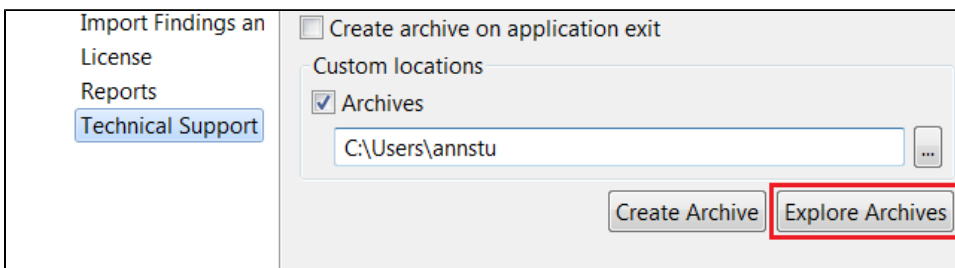 Import Findings an
License
Reports
Technical Support
Create archive on application exit
Custom locations
Archives
C:\Users\annstu
...
Create Archive
Explore Archives